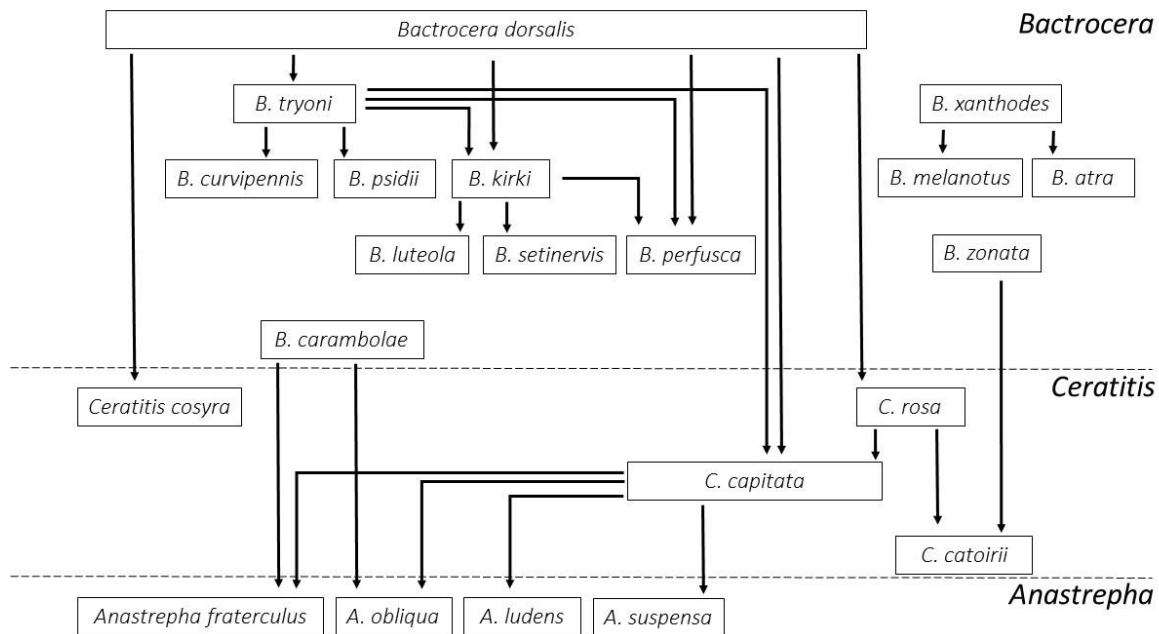 Bactrocera dorsalis
Bactrocera
B. tryoni
B. xanthodes
B. curvipennis
B. psidii
B. kirki
B. melanotus
B. atra
B. luteola
B. setinervis
B. perfusca
B. zonata
B. carambolae
Ceratitis
Ceratitis cosyra
C. rosa
C. capitata
C. catoirii
Anastrepha
Anastrepha fraterculus
A. obliqua
A. ludens
A. suspensa